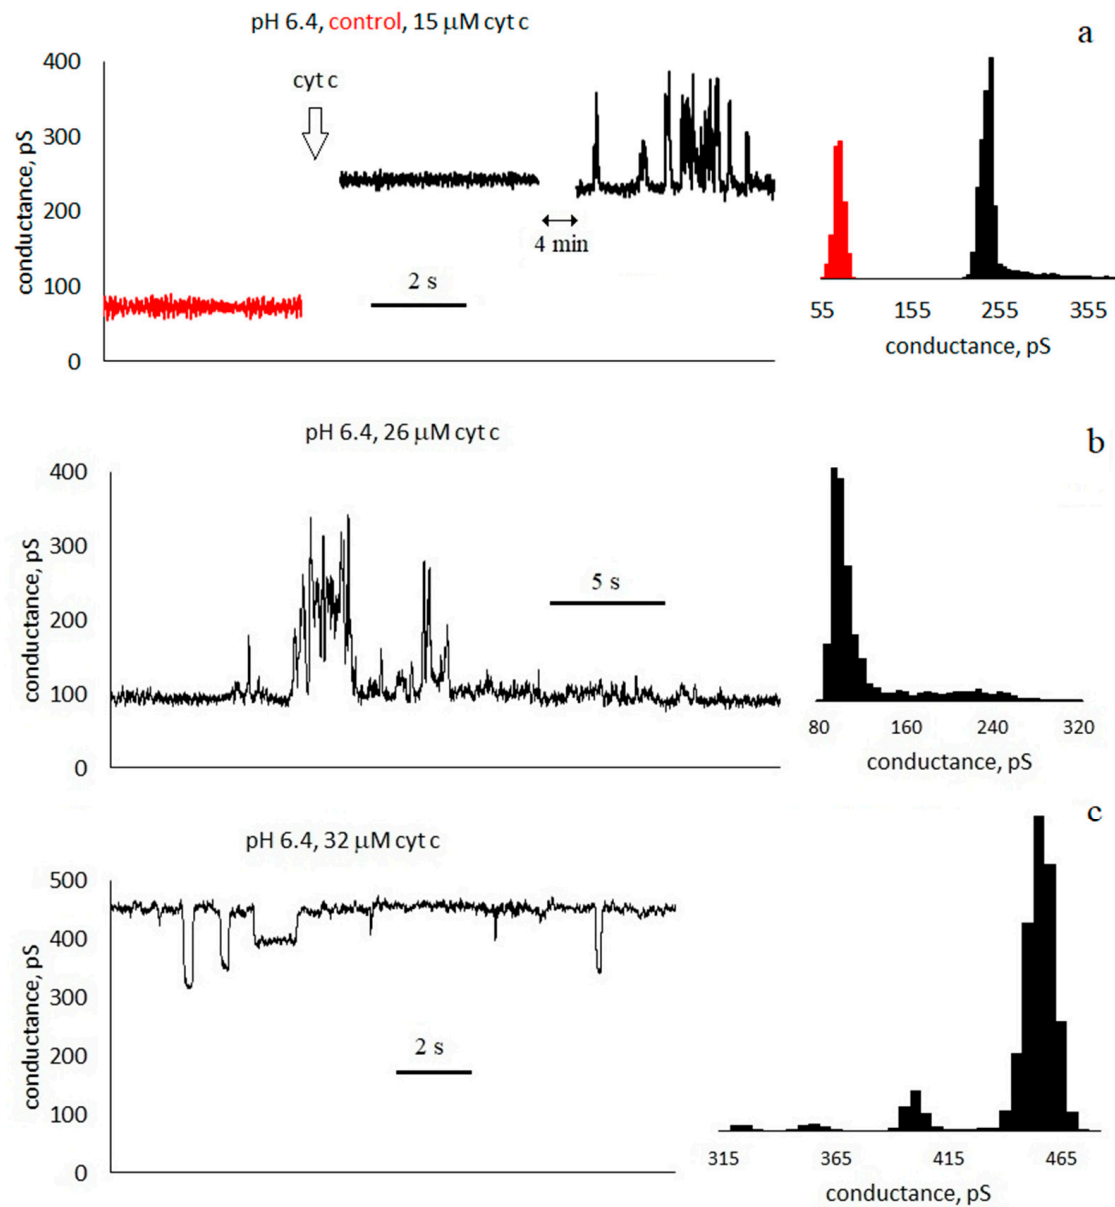 pH 6.4, control, 15 μM cyt c
a
conductance, pS
400
300
200
100
0
cyt c
4 min
2 s
55 155 255 355
conductance, pS
pH 6.4, 26 μM cyt c
b
conductance, pS
400
300
200
100
0
5 s
80 160 240 320
conductance, pS
pH 6.4, 32 μM cyt c
c
conductance, pS
500
400
300
200
100
0
2 s
315 365 415 465
conductance, pS